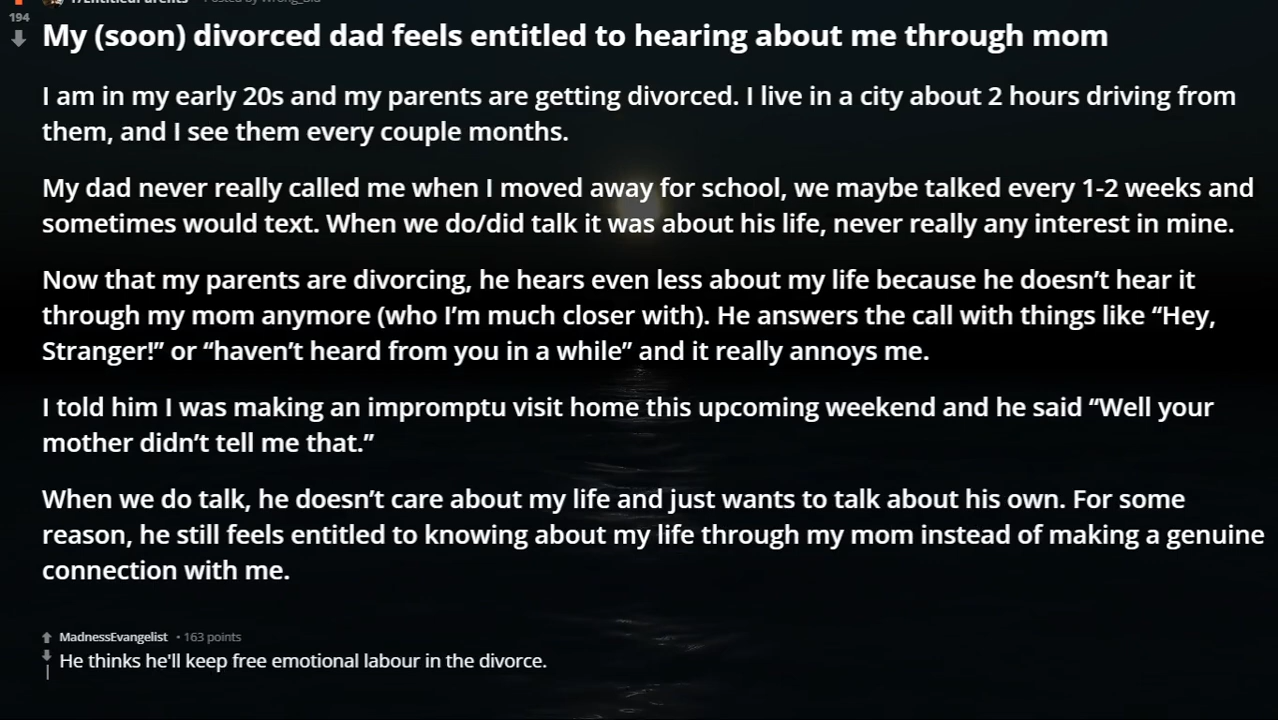 194
My (soon) divorced dad feels entitled to hearing about me through mom
I am in my early 20s and my parents are getting divorced. I live in a city about 2 hours driving from
them, and I see them every couple months.
My dad never really called me when I moved away for school, we maybe talked every 1-2 weeks and
sometimes would text. When we do/did talk it was about his life, never really any interest in mine.
Now that my parents are divorcing, he hears even less about my life because he doesn’t hear it
through my mom anymore (who I’m much closer with). He answers the call with things like “Hey,
Stranger!” or “haven’t heard from you in a while” and it really annoys me.
I told him I was making an impromptu visit home this upcoming weekend and he said “Well your
mother didn’t tell me that.”
When we do talk, he doesn’t care about my life and just wants to talk about his own. For some
reason, he still feels entitled to knowing about my life through my mom instead of making a genuine
connection with me.
MadnessEvangelist • 163 points
He thinks he'll keep free emotional labour in the divorce.